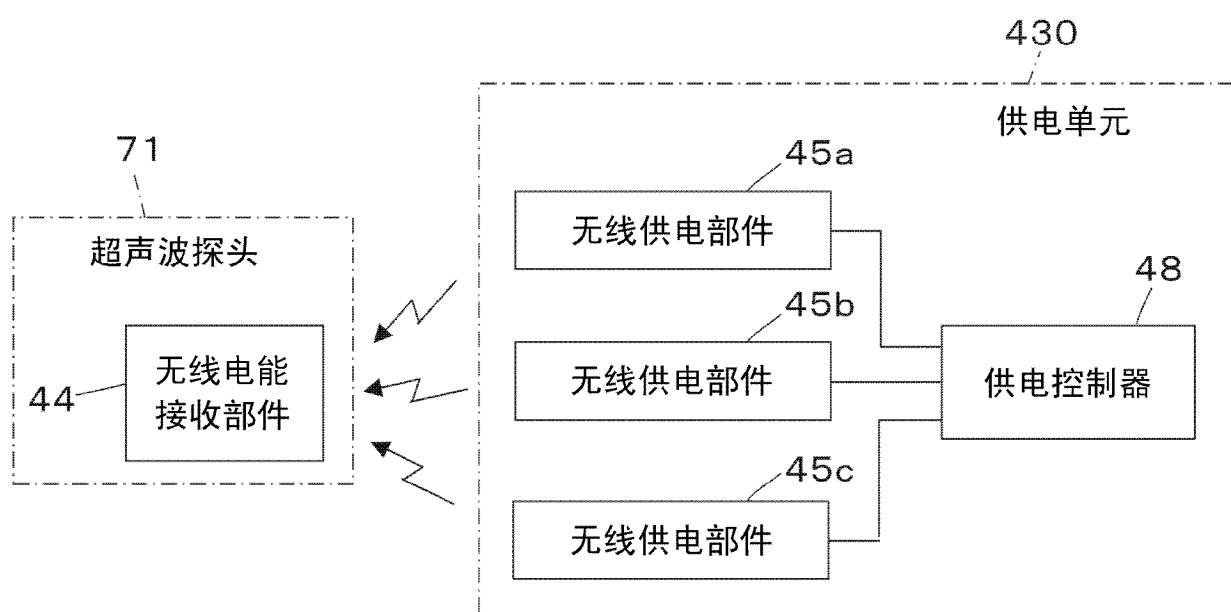 430
供电单元
71
超声波探头
44
无线电能
接收部件
45a
无线供电部件
45b
无线供电部件
45c
无线供电部件
48
供电控制器